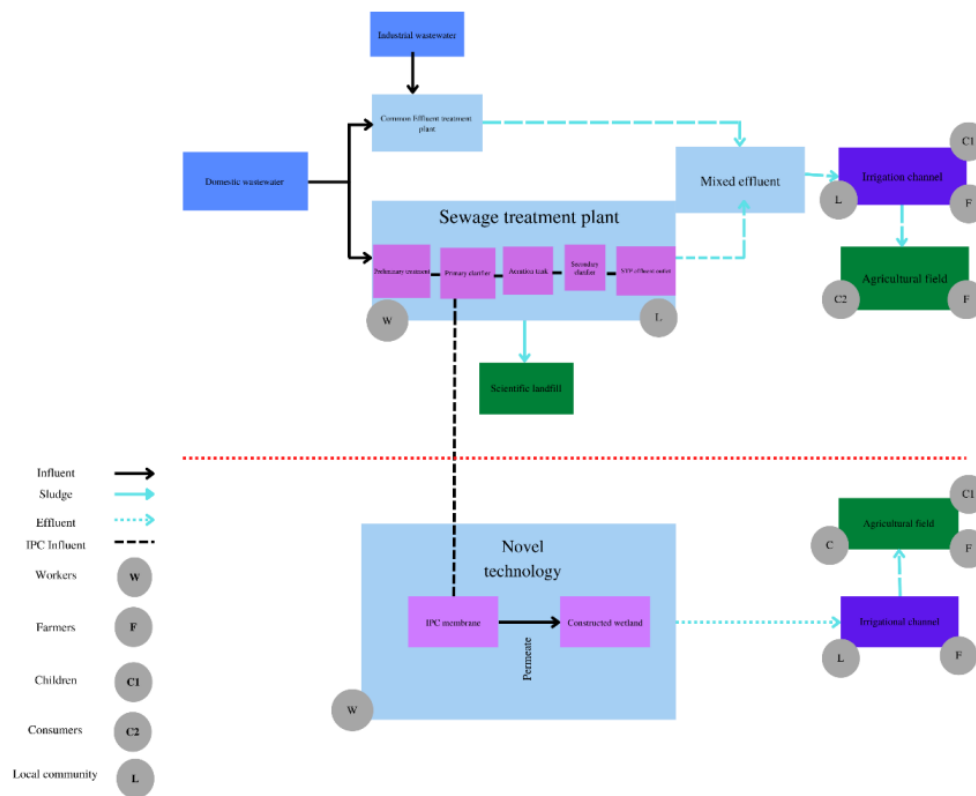 Industrial wastewater
Common Effluent treatment
plant
Domestic wastewater
Mixed effluent
C1
Irrigation channel
L
F
Sewage treatment plant
Preliminary treatment
Primary clarifier
Aeration tank
Secondary
clarifier
STP effluent outlet
W
L
Agricultural field
C2
F
Scientific landfill
Influent
Sludge
Effluent
IPC Influent
Workers
W
Farmers
F
Children
C1
Consumers
C2
Local community
L
Novel
technology
IPC membrane
Permeate
Constructed wetland
W
C1
Agricultural field
C
F
Irrigational channel
L
F